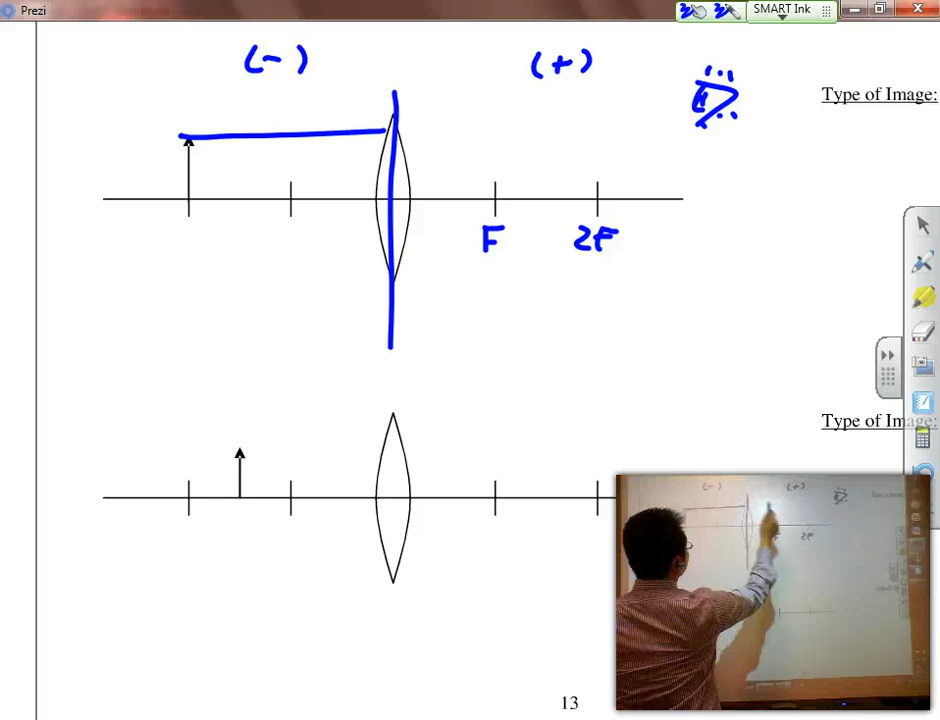 Prezi
SMART Ink
(-)
(+)
Type of Image:
F
2F
Type of Image:
13